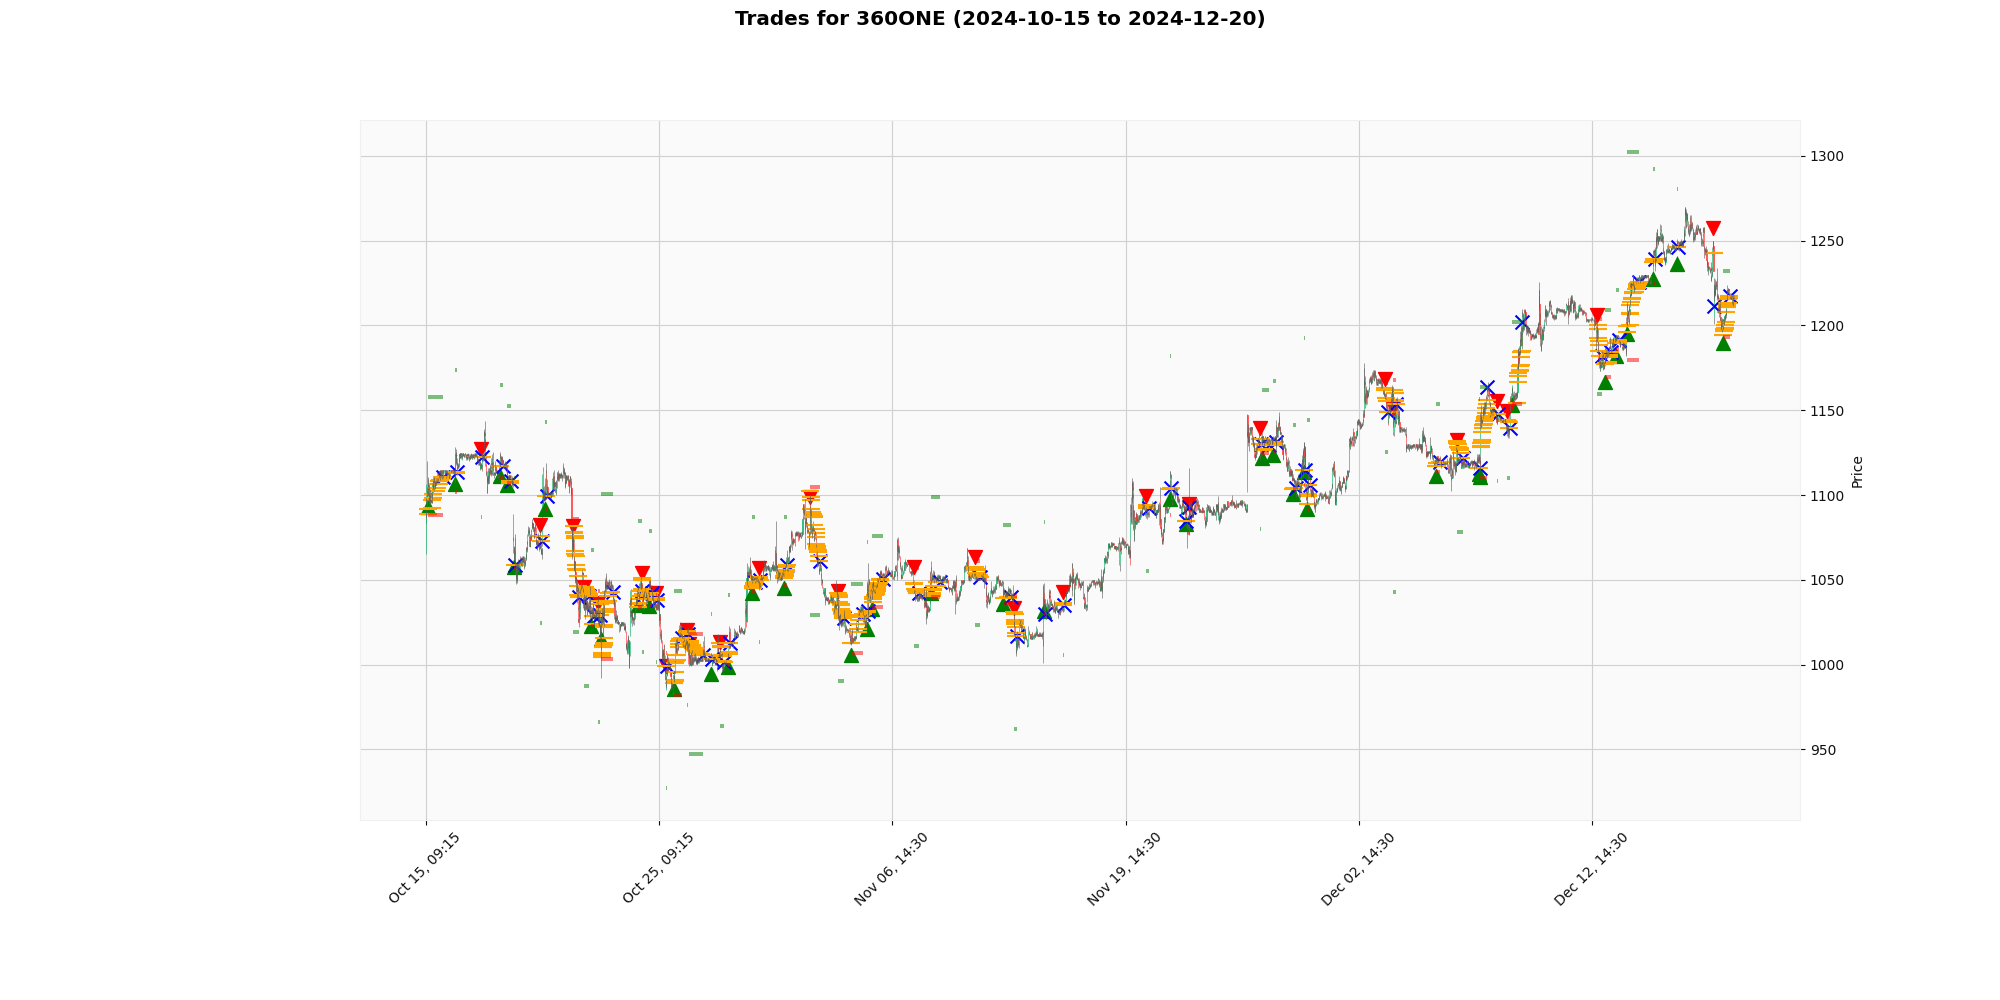 Trades for 360ONE (2024-10-15 to 2024-12-20)
1300
1250
1200
1150
1100
1050
1000
950
Price
Oct 15, 09:15
Oct 25, 09:15
Nov 06, 14:30
Nov 19, 14:30
Dec 02, 14:30
Dec 12, 14:30